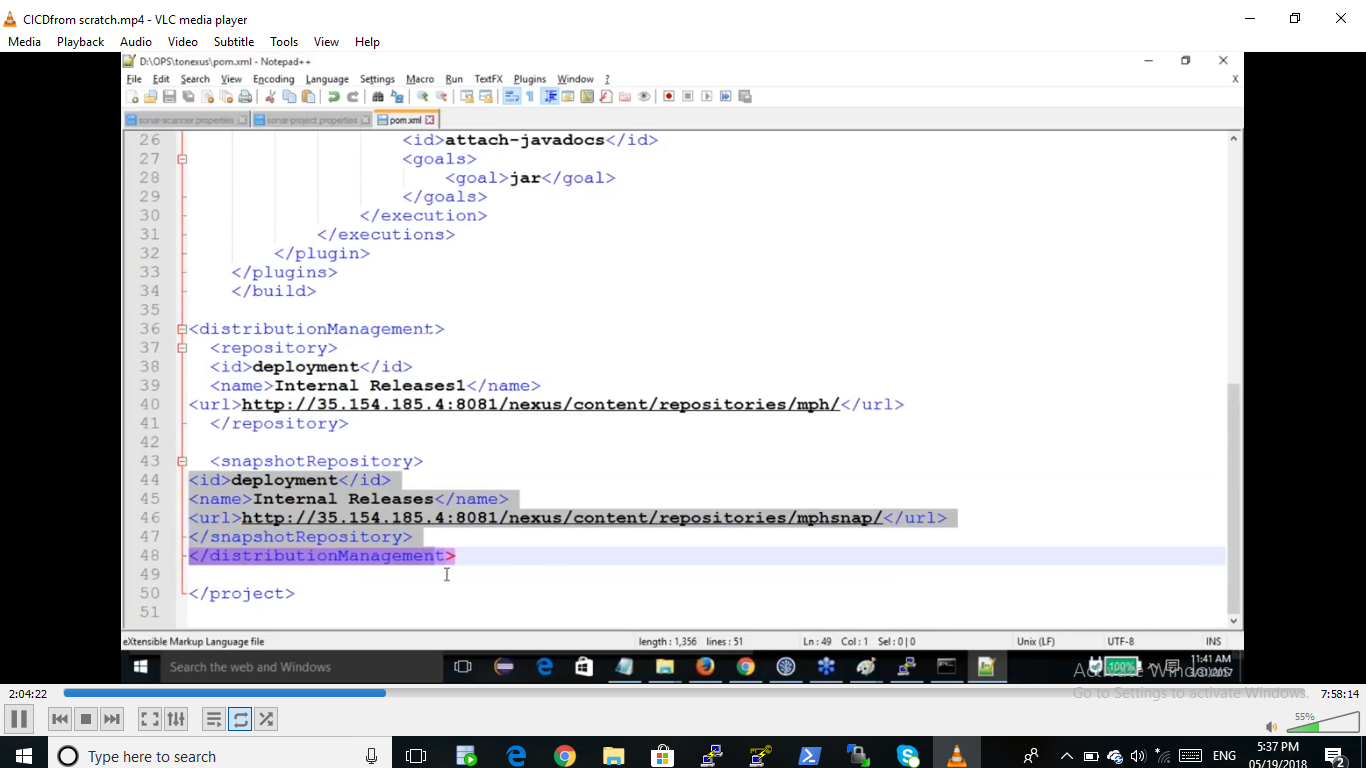 CICDfrom scratch.mp4 - VLC media player
Media Playback Audio Video Subtitle Tools View Help
D:\OPS\tonexus\pom.xml - Notepad++
File Edit Search View Encoding Language Settings Macro Run TextFX Plugins Window ? X
sonar-scanner.properties sonar-project.properties pom.xml
26 <id>attach-javadocs</id>
27 <goals>
28 <goal>jar</goal>
29 </goals>
30 </execution>
31 </executions>
32 </plugin>
33 </plugins>
34 </build>
35
36 <distributionManagement>
37 <repository>
38 <id>deployment</id>
39 <name>Internal Releases1</name>
40 <url>http://35.154.185.4:8081/nexus/content/repositories/mph/</url>
41 </repository>
42
43 <snapshotRepository>
44 <id>deployment</id>
45 <name>Internal Releases</name>
46 <url>http://35.154.185.4:8081/nexus/content/repositories/mphsnap/</url>
47 </snapshotRepository>
48 </distributionManagement>
49
50 </project>
51
eXtensible Markup Language file length : 1,356 lines : 51 Ln : 49 Col : 1 Sel : 0 | 0 Unix (LF) UTF-8 INS
Search the web and Windows 100% 11:41 AM
3/31/2017
Activate Windows
Go to Settings to activate Windows.
2:04:22 7:58:14
55%
Type here to search ENG 5:37 PM
05/19/2018 2